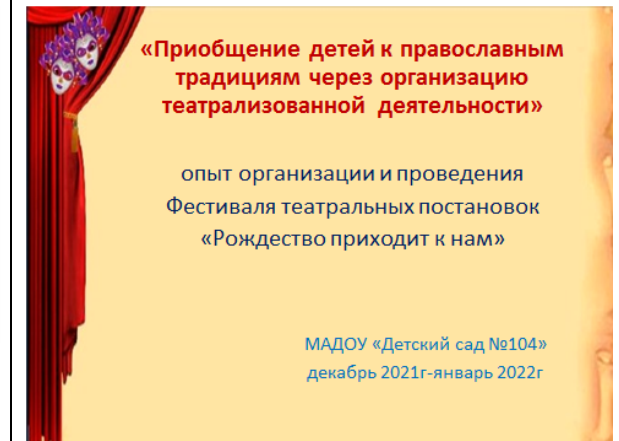 «Приобщение детей к православным
традициям через организацию
театрализованной деятельности»
опыт организации и проведения
Фестиваля театральных постановок
«Рождество приходит к нам»
МАДОУ «Детский сад №104»
декабрь 2021г-январь 2022г